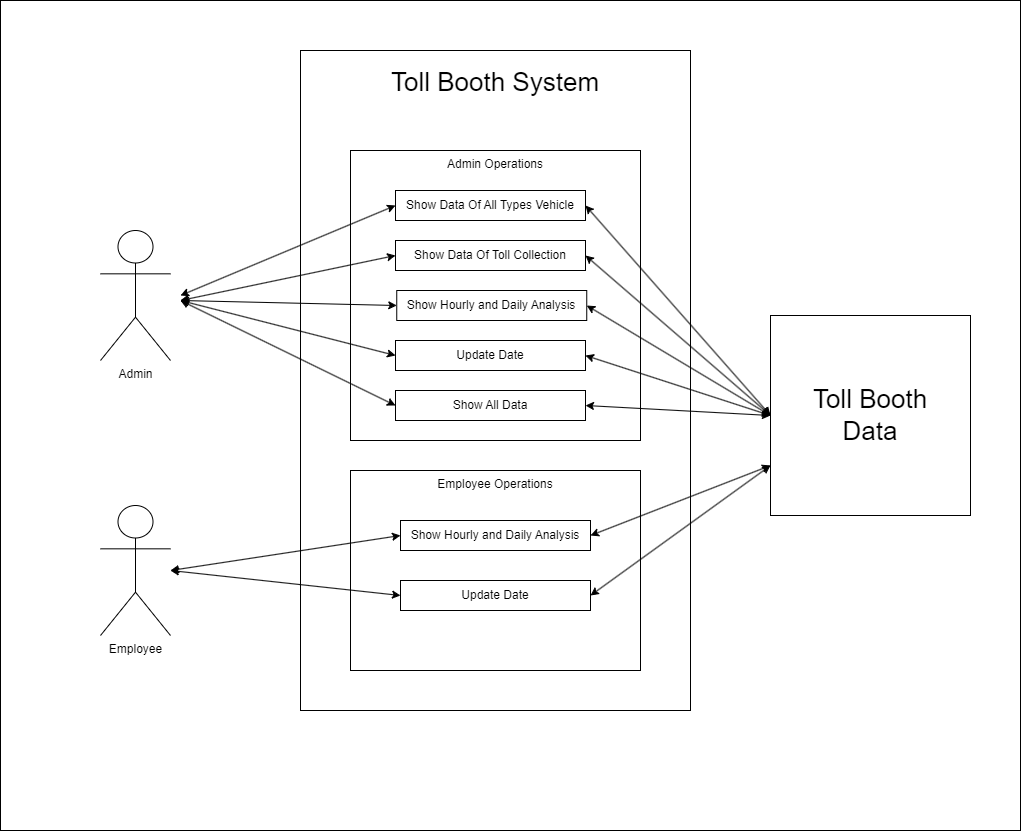 Toll Booth System
Admin Operations
Show Data Of All Types Vehicle
Show Data Of Toll Collection
Show Hourly and Daily Analysis
Update Date
Show All Data
Admin
Toll Booth
Data
Employee Operations
Show Hourly and Daily Analysis
Update Date
Employee